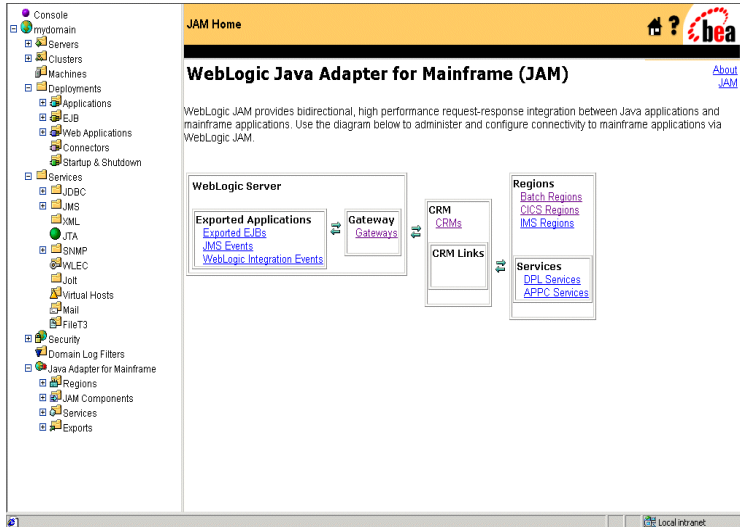 Console
mydomain
Servers
Clusters
Machines
Deployments
Applications
EJB
Web Applications
Connectors
Startup & Shutdown
Services
JDBC
JMS
XML
JTA
SNMP
WLEC
Jolt
Virtual Hosts
Mail
FileT3
Security
Domain Log Filters
Java Adapter for Mainframe
Regions
JAM Components
Services
Exports
JAM Home
?
bea
WebLogic Java Adapter for Mainframe (JAM)
About
JAM
WebLogic JAM provides bidirectional, high performance request-response integration between Java applications and
mainframe applications. Use the diagram below to administer and configure connectivity to mainframe applications via
WebLogic JAM.
WebLogic Server
Exported Applications
Exported EJBs
JMS Events
WebLogic Integration Events
Gateway
Gateways
CRM
CRMs
CRM Links
Regions
Batch Regions
CICS Regions
IMS Regions
Services
DPL Services
APPC Services
Local intranet